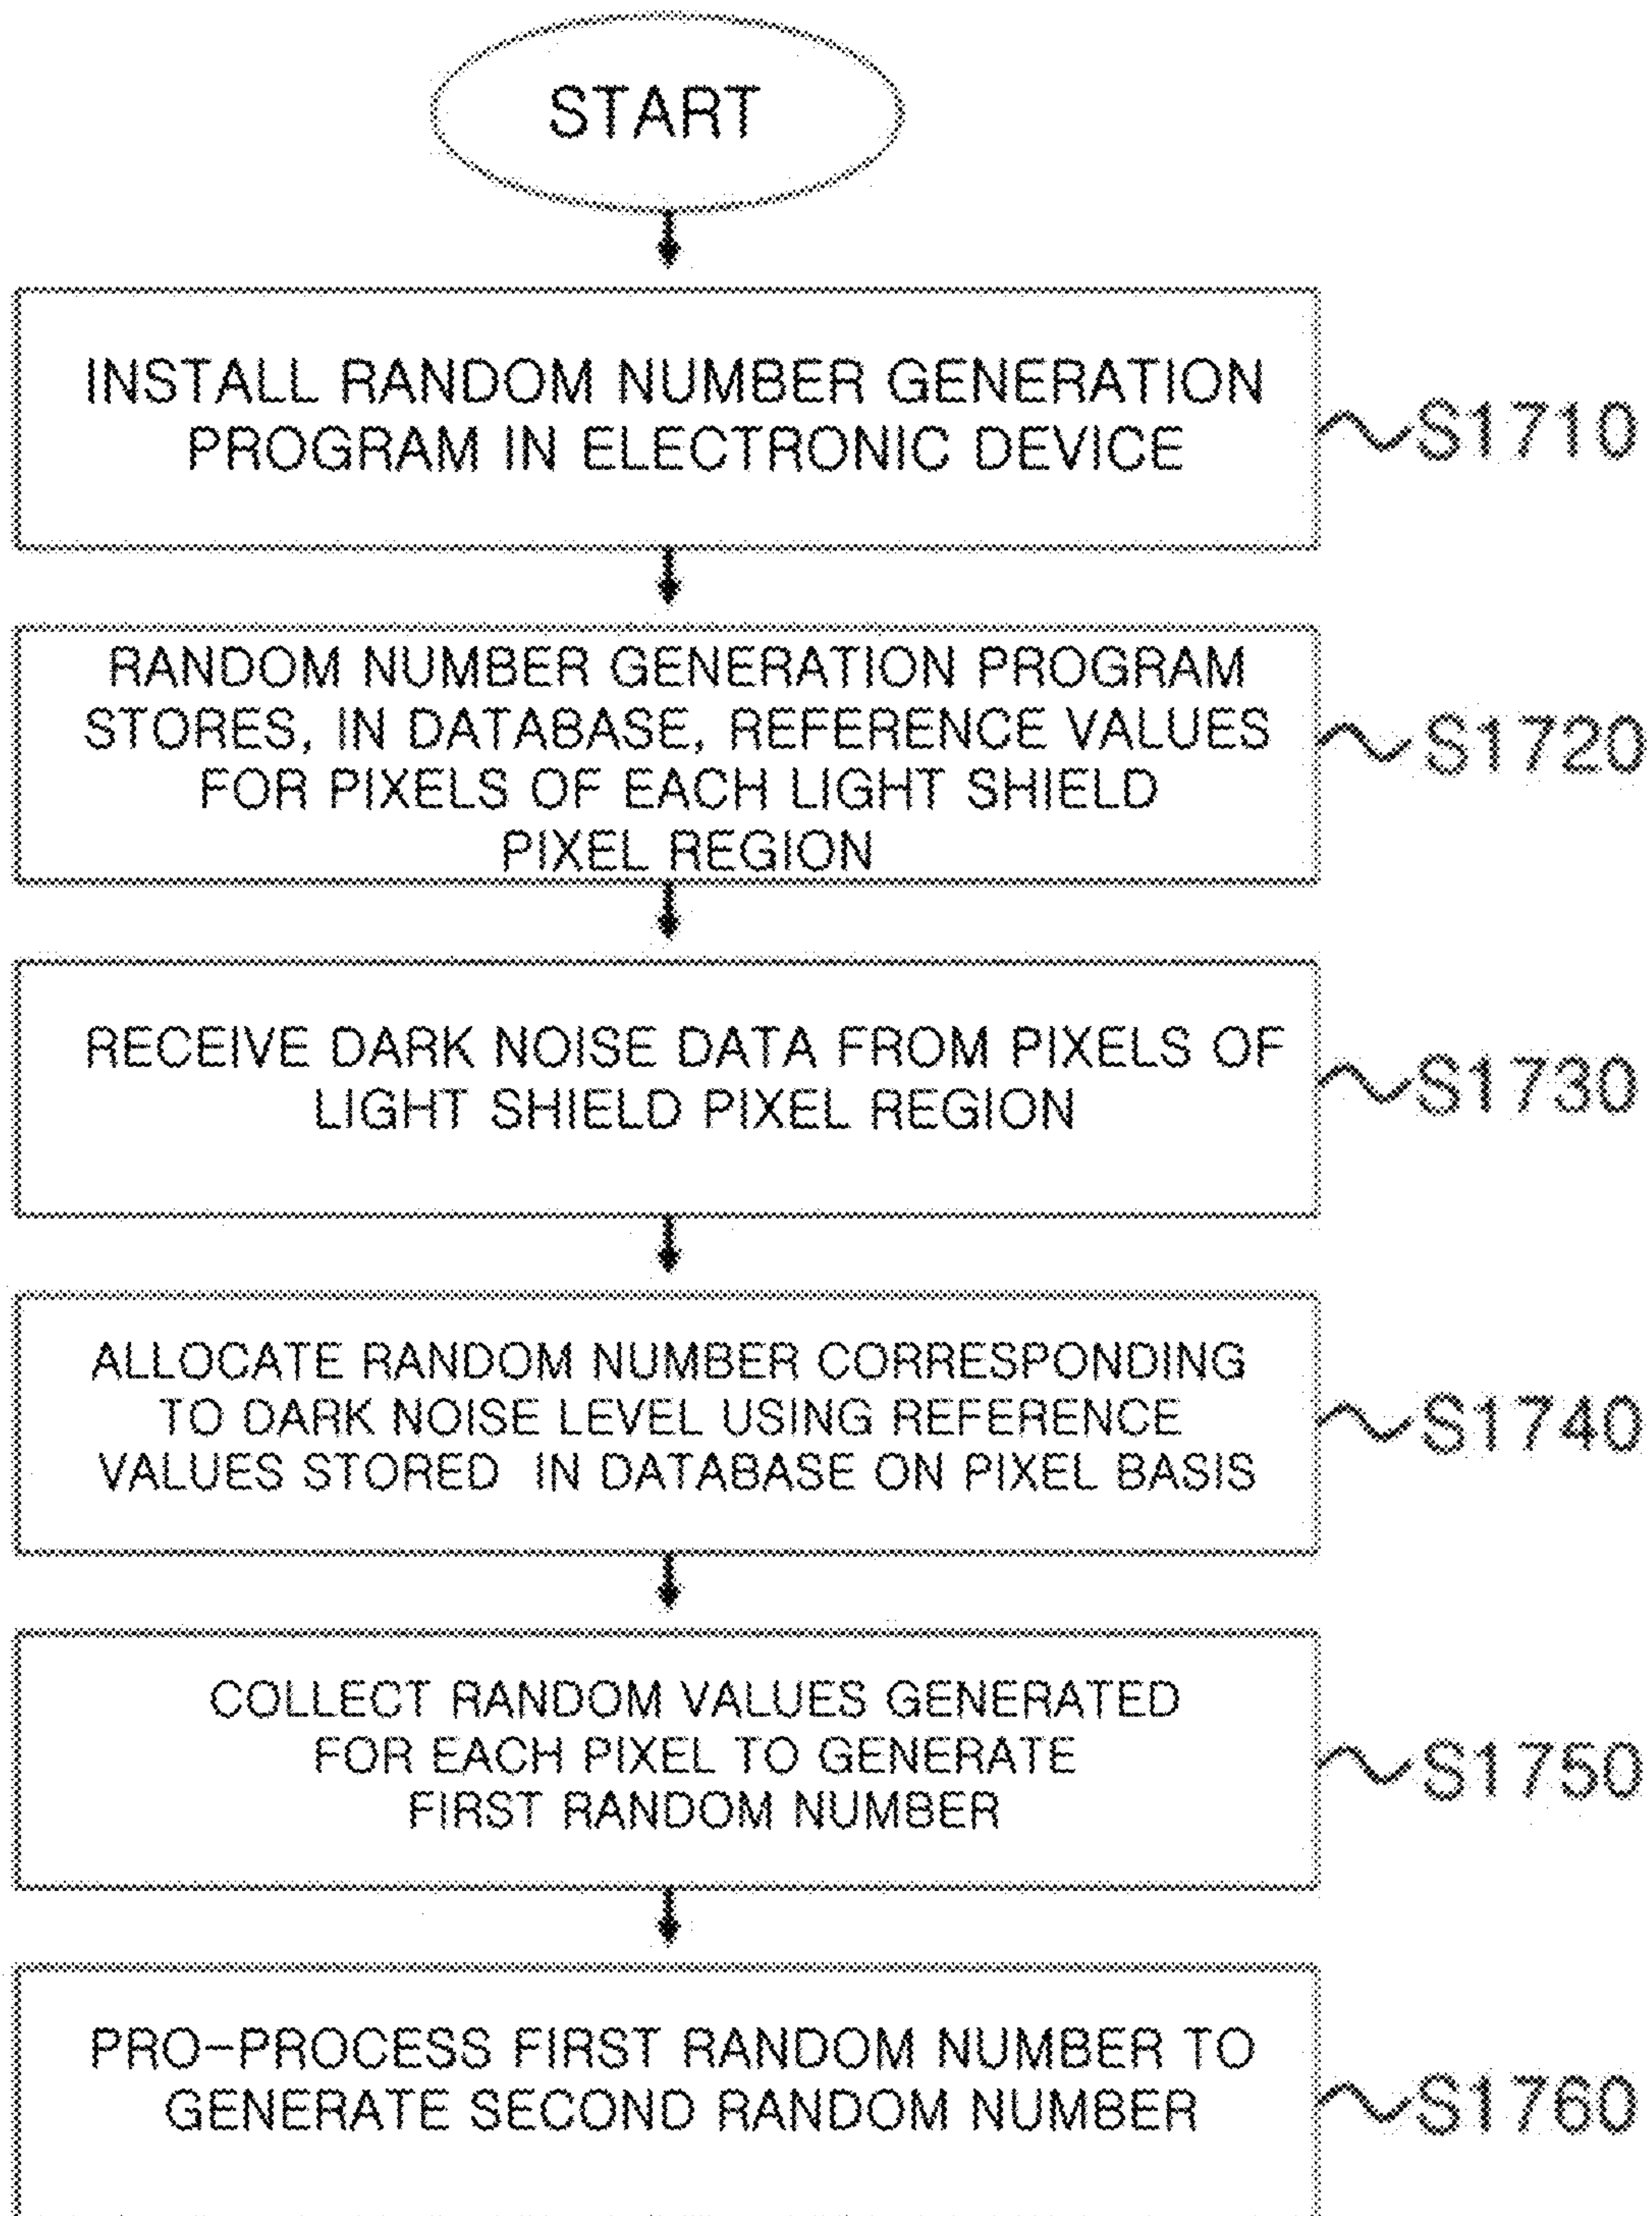 START
INSTALL RANDOM NUMBER GENERATION
PROGRAM IN ELECTRONIC DEVICE
S1710
RANDOM NUMBER GENERATION PROGRAM
STORES, IN DATABASE, REFERENCE VALUES
FOR PIXELS OF EACH LIGHT SHIELD
PIXEL REGION
S1720
RECEIVE DARK NOISE DATA FROM PIXELS OF
LIGHT SHIELD PIXEL REGION
S1730
ALLOCATE RANDOM NUMBER CORRESPONDING
TO DARK NOISE LEVEL USING REFERENCE
VALUES STORED IN DATABASE ON PIXEL BASIS
S1740
COLLECT RANDOM VALUES GENERATED
FOR EACH PIXEL TO GENERATE
FIRST RANDOM NUMBER
S1750
PRO-PROCESS FIRST RANDOM NUMBER TO
GENERATE SECOND RANDOM NUMBER
S1760